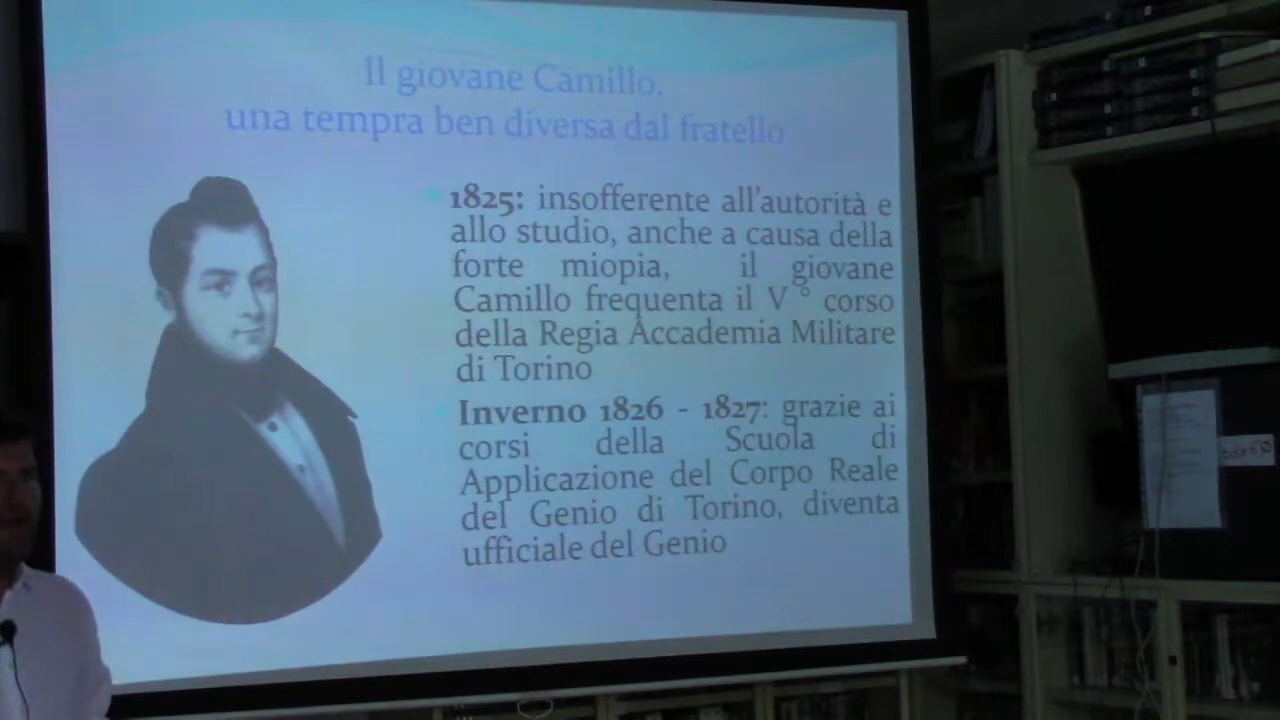 Il giovane Camillo.
una tempra ben diversa dal fratello
1825: insofferente all'autorità e
allo studio, anche a causa della
forte miopia, il giovane
Camillo frequenta il V ° corso
della Regia Accademia Militare
di Torino
Inverno 1826 - 1827: grazie ai
corsi della Scuola di
Applicazione del Corpo Reale
del Genio di Torino, diventa
ufficiale del Genio